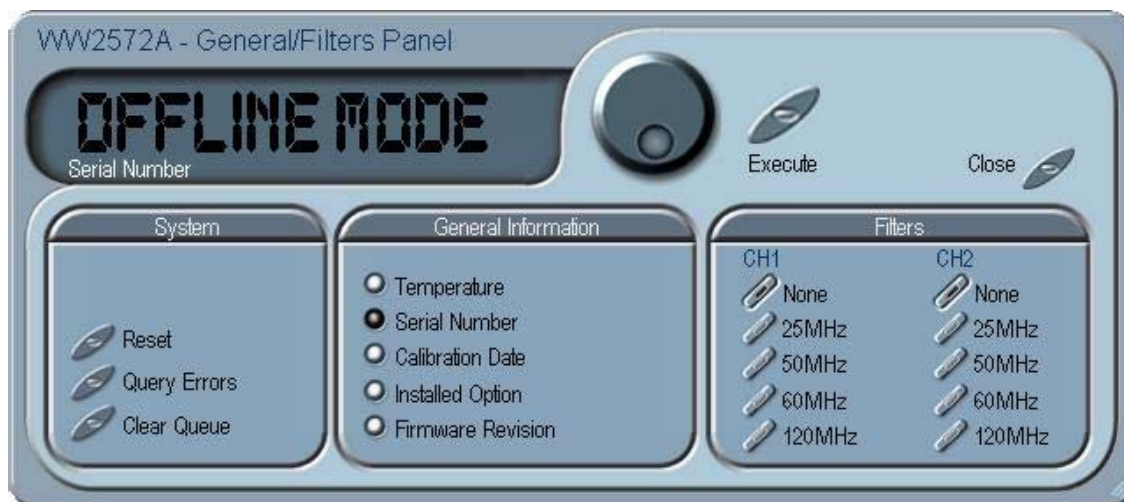 WW2572A - General/Filters Panel
OFFLINE MODE
Serial Number
Execute
Close
System
Reset
Query Errors
Clear Queue
General Information
Temperature
Serial Number
Calibration Date
Installed Option
Firmware Revision
Filters
CH1
None
25MHz
50MHz
60MHz
120MHz
CH2
None
25MHz
50MHz
60MHz
120MHz